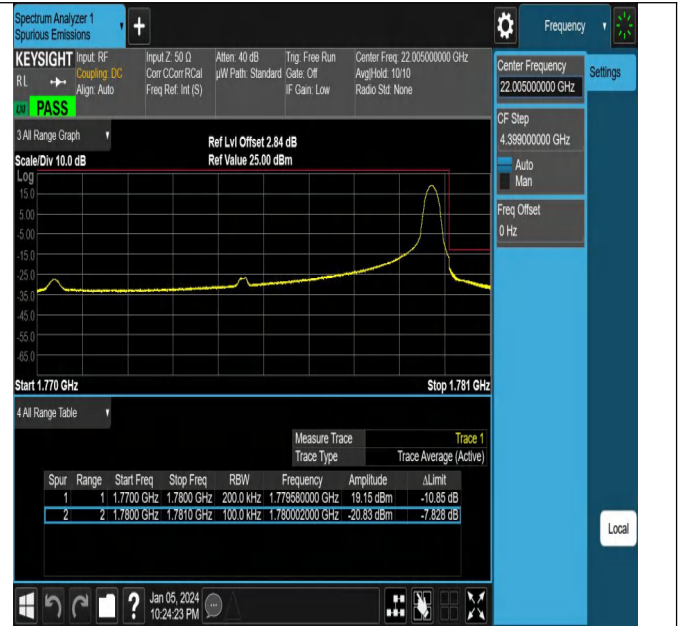 Spectrum Analyzer 1
Spurious Emissions
Frequency
KEYSIGHT Input: RF
RL
Coupling: DC
Align: Auto
Input Z: 50 Ω
Corr CCorr RCal
Freq Ref: Int (S)
Atten: 40 dB
µW Path: Standard
Trig: Free Run
Gate: Off
IF Gain: Low
Center Freq: 22.005000000 GHz
Avg|Hold: 10/10
Radio Std: None
PASS
Center Frequency
22.005000000 GHz
Settings
CF Step
4.399000000 GHz
Auto
Man
Freq Offset
0 Hz
3 All Range Graph
Scale/Div 10.0 dB
Ref Lvl Offset 2.84 dB
Ref Value 25.00 dBm
Log
15.0
5.00
-5.00
-15.0
-25.0
-35.0
-45.0
-55.0
-65.0
Start 1.770 GHz
Stop 1.781 GHz
4 All Range Table
Measure Trace Trace 1
Trace Type Trace Average (Active)
Spur Range Start Freq Stop Freq RBW Frequency Amplitude ΔLimit
1 1 1.7700 GHz 1.7800 GHz 200.0 kHz 1.779580000 GHz 19.15 dBm -10.85 dB
2 2 1.7800 GHz 1.7810 GHz 100.0 kHz 1.780002000 GHz -20.83 dBm -7.828 dB
Local
?
Jan 05, 2024
10:24:23 PM